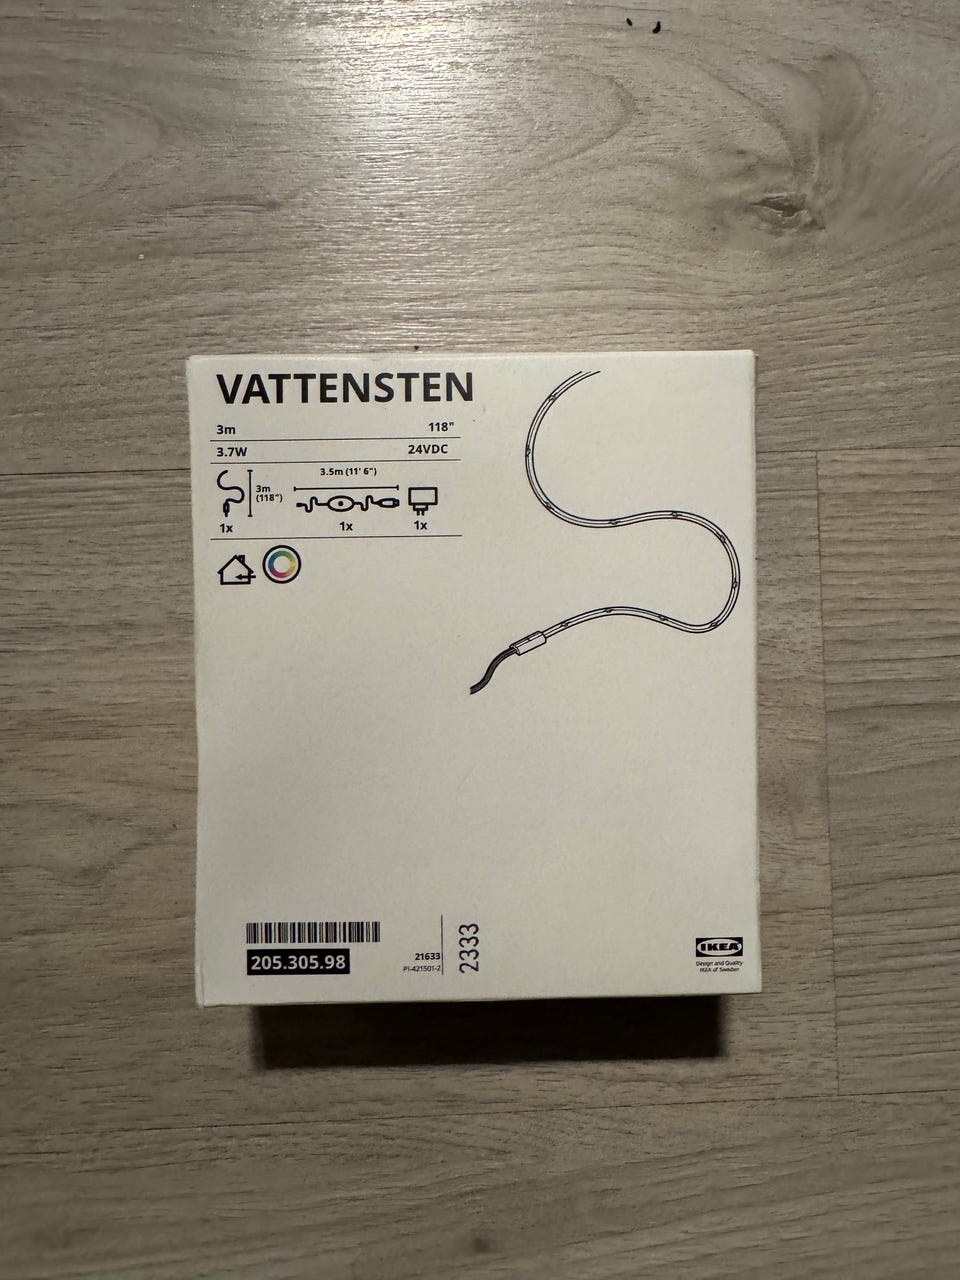 VATTENSTEN
3m 118"
3.7W 24VDC
3.5m (11' 6")
3m
(118")
1x 1x 1x
205.305.98
21633
PI-421501-2
2333
IKEA
Design and Quality
IKEA of Sweden